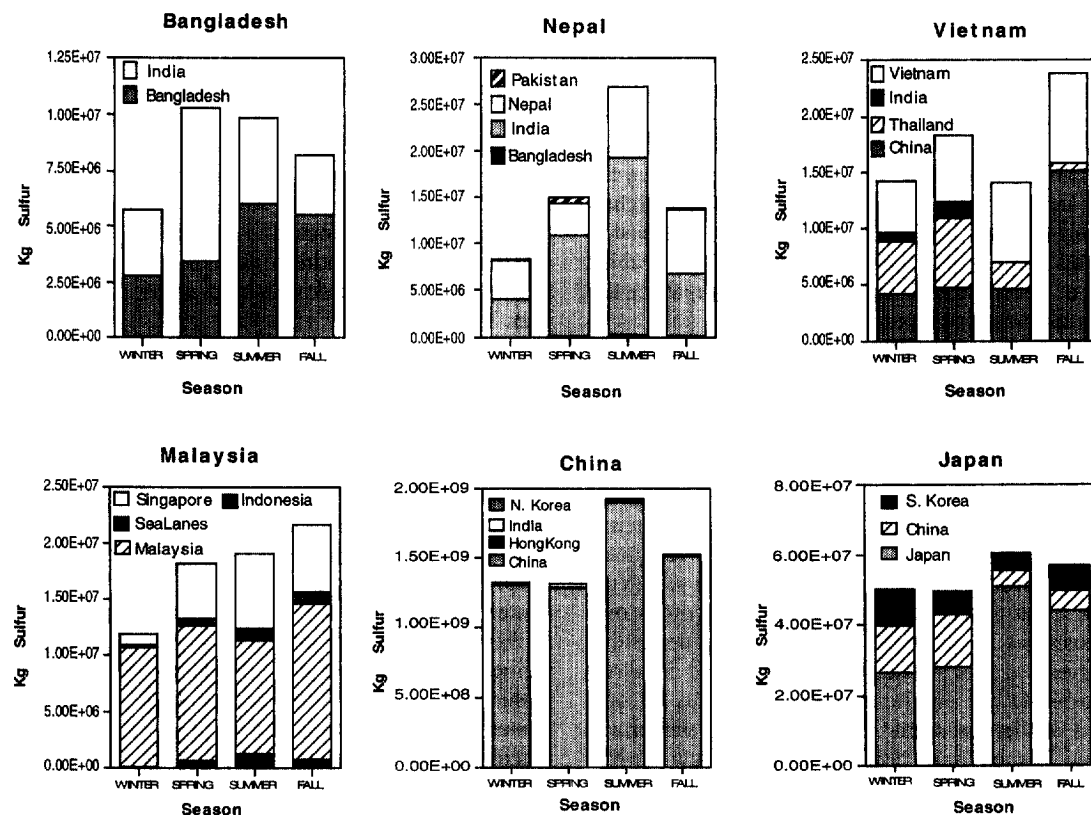 Bangladesh
Kg Sulfur
1.25E+07
1.00E+07
7.50E+06
5.00E+06
2.50E+06
0.00E+00
India
Bangladesh
WINTER SPRING SUMMER FALL
Season
Nepal
Kg Sulfur
3.00E+07
2.50E+07
2.00E+07
1.50E+07
1.00E+07
5.00E+06
0.00E+00
Pakistan
Nepal
India
Bangladesh
WINTER SPRING SUMMER FALL
Season
Vietnam
Kg Sulfur
2.50E+07
2.00E+07
1.50E+07
1.00E+07
5.00E+06
0.00E+00
Vietnam
India
Thailand
China
WINTER SPRING SUMMER FALL
Season
Malaysia
Kg Sulfur
2.50E+07
2.00E+07
1.50E+07
1.00E+07
5.00E+06
0.00E+00
Singapore Indonesia
SeaLanes
Malaysia
WINTER SPRING SUMMER FALL
Season
China
Kg Sulfur
2.00E+09
1.50E+09
1.00E+09
5.00E+08
0.00E+00
N. Korea
India
HongKong
China
WINTER SPRING SUMMER FALL
Season
Japan
Kg Sulfur
8.00E+07
6.00E+07
4.00E+07
2.00E+07
0.00E+00
S. Korea
China
Japan
WINTER SPRING SUMMER FALL
Season